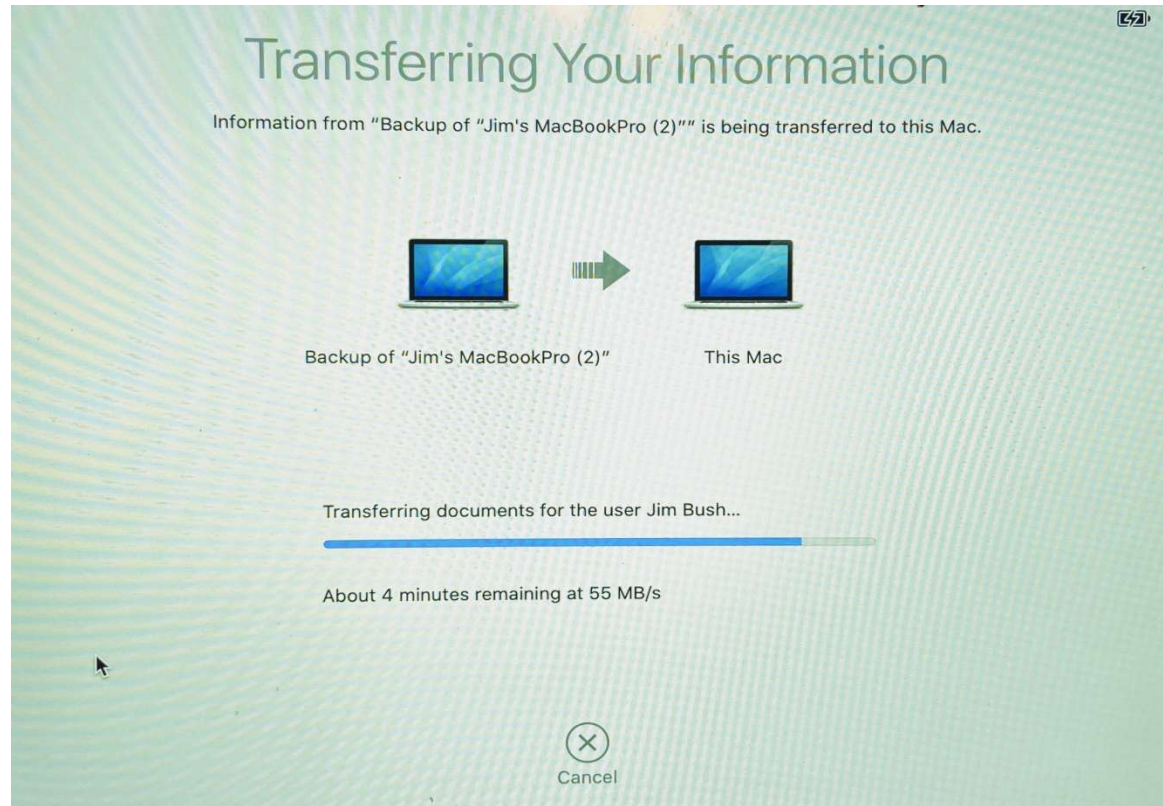 Transferring Your Information
Information from “Backup of “Jim's MacBookPro (2)”” is being transferred to this Mac.
Backup of “Jim's MacBookPro (2)”
This Mac
Transferring documents for the user Jim Bush...
About 4 minutes remaining at 55 MB/s
Cancel